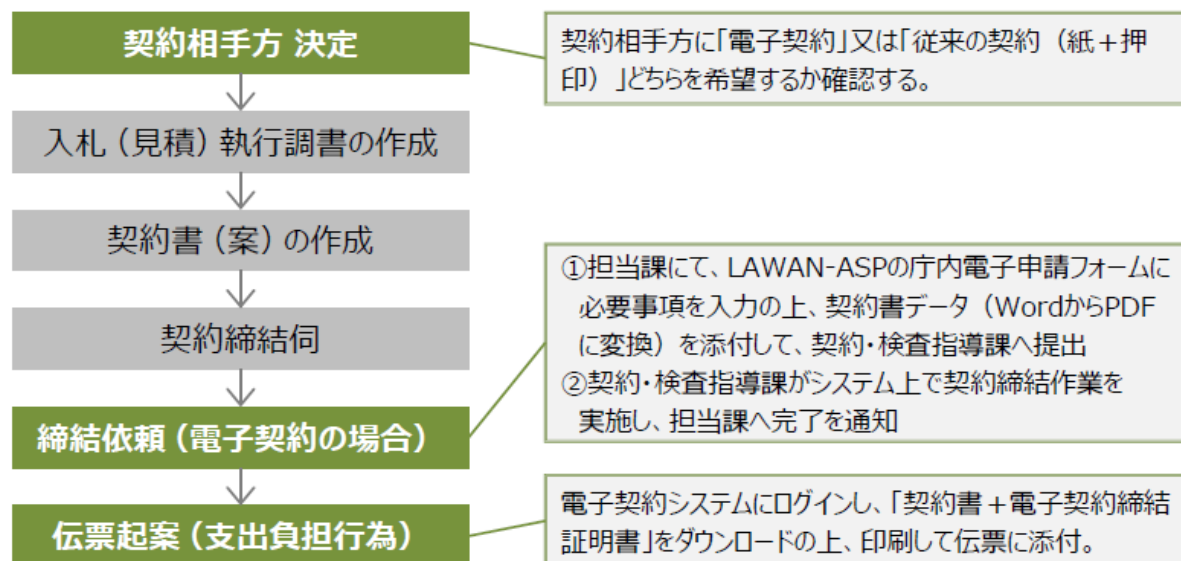 契約相手方 決定
契約相手方に「電子契約」又は「従来の契約（紙＋押
印）」どちらを希望するか確認する。
入札（見積）執行調書の作成
契約書（案）の作成
契約締結伺
①担当課にて、LAWAN-ASPの庁内電子申請フォームに
必要事項を入力の上、契約書データ（WordからPDF
に変換）を添付して、契約・検査指導課へ提出
②契約・検査指導課がシステム上で契約締結作業を
実施し、担当課へ完了を通知
締結依頼（電子契約の場合）
伝票起案（支出負担行為）
電子契約システムにログインし、「契約書＋電子契約締結
証明書」をダウンロードの上、印刷して伝票に添付。